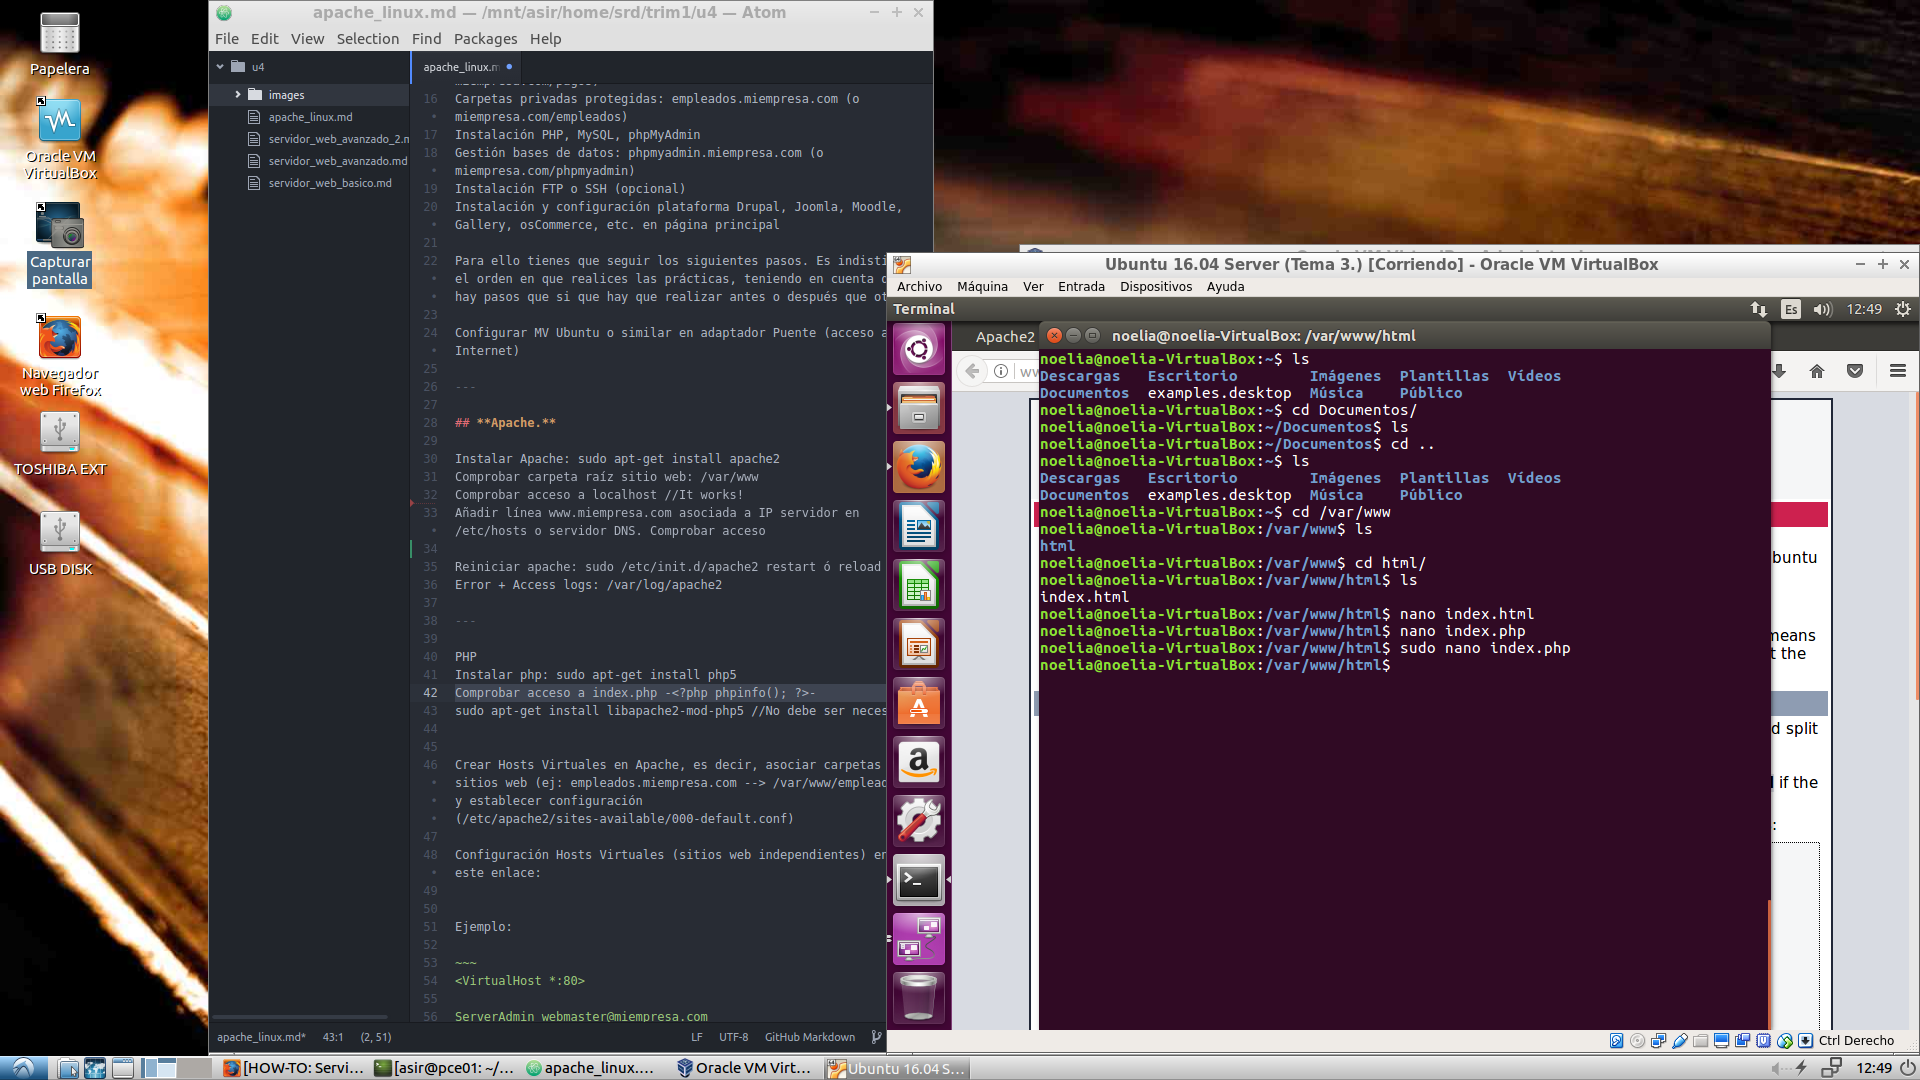 Papelera
Oracle VM
VirtualBox
Capturar
pantalla
Navegador
web Firefox
TOSHIBA EXT
USB DISK
apache_linux.md — /mnt/asir/home/srd/trim1/u4 — Atom
File Edit View Selection Find Packages Help
u4
images
apache_linux.md
servidor_web_avanzado_2.m
servidor_web_avanzado.md
servidor_web_basico.md
apache_linux.m
16 Carpetas privadas protegidas: empleados.miempresa.com (o
miempresa.com/empleados)
17 Instalación PHP, MySQL, phpMyAdmin
18 Gestión bases de datos: phpmyadmin.miempresa.com (o
miempresa.com/phpmyadmin)
19 Instalación FTP o SSH (opcional)
20 Instalación y configuración plataforma Drupal, Joomla, Moodle,
Gallery, osCommerce, etc. en página principal
21
22 Para ello tienes que seguir los siguientes pasos. Es indisti
el orden en que realices las prácticas, teniendo en cuenta
hay pasos que si que hay que realizar antes o después que ot
23
24 Configurar MV Ubuntu o similar en adaptador Puente (acceso a
Internet)
25
26 ---
27
28 ## **Apache.**
29
30 Instalar Apache: sudo apt-get install apache2
31 Comprobar carpeta raíz sitio web: /var/www
32 Comprobar acceso a localhost //It works!
33 Añadir línea www.miempresa.com asociada a IP servidor en
/etc/hosts o servidor DNS. Comprobar acceso
34
35 Reiniciar apache: sudo /etc/init.d/apache2 restart ó reload
36 Error + Access logs: /var/log/apache2
37
38 ---
39
40 PHP
41 Instalar php: sudo apt-get install php5
42 Comprobar acceso a index.php -<?php phpinfo(); ?>-
43 sudo apt-get install libapache2-mod-php5 //No debe ser neces
44
45
46 Crear Hosts Virtuales en Apache, es decir, asociar carpetas
sitios web (ej: empleados.miempresa.com --> /var/www/emplead
y establecer configuración
(/etc/apache2/sites-available/000-default.conf)
47
48 Configuración Hosts Virtuales (sitios web independientes) en
este enlace:
49
50
51 Ejemplo:
52
53 ~~~
54 <VirtualHost *:80>
55
56 ServerAdmin webmaster@miempresa.com
apache_linux.md* 43:1 (2, 51) LF UTF-8 GitHub Markdown
Ubuntu 16.04 Server (Tema 3.) [Corriendo] - Oracle VM VirtualBox
Archivo Máquina Ver Entrada Dispositivos Ayuda
Terminal Es 12:49
Apache2
ww
noelia@noelia-VirtualBox: /var/www/html
noelia@noelia-VirtualBox:~$ ls
Descargas Escritorio Imágenes Plantillas Vídeos
Documentos examples.desktop Música Público
noelia@noelia-VirtualBox:~$ cd Documentos/
noelia@noelia-VirtualBox:~/Documentos$ ls
noelia@noelia-VirtualBox:~/Documentos$ cd ..
noelia@noelia-VirtualBox:~$ ls
Descargas Escritorio Imágenes Plantillas Vídeos
Documentos examples.desktop Música Público
noelia@noelia-VirtualBox:~$ cd /var/www
noelia@noelia-VirtualBox:/var/www$ ls
html
noelia@noelia-VirtualBox:/var/www$ cd html/
noelia@noelia-VirtualBox:/var/www/html$ ls
index.html
noelia@noelia-VirtualBox:/var/www/html$ nano index.html
noelia@noelia-VirtualBox:/var/www/html$ nano index.php
noelia@noelia-VirtualBox:/var/www/html$ sudo nano index.php
noelia@noelia-VirtualBox:/var/www/html$
buntu
means
t the
d split
if the
:
Ctrl Derecho
[HOW-TO: Servi... [asir@pce01: ~/... apache_linux.... Oracle VM Virt... Ubuntu 16.04 S... 12:49